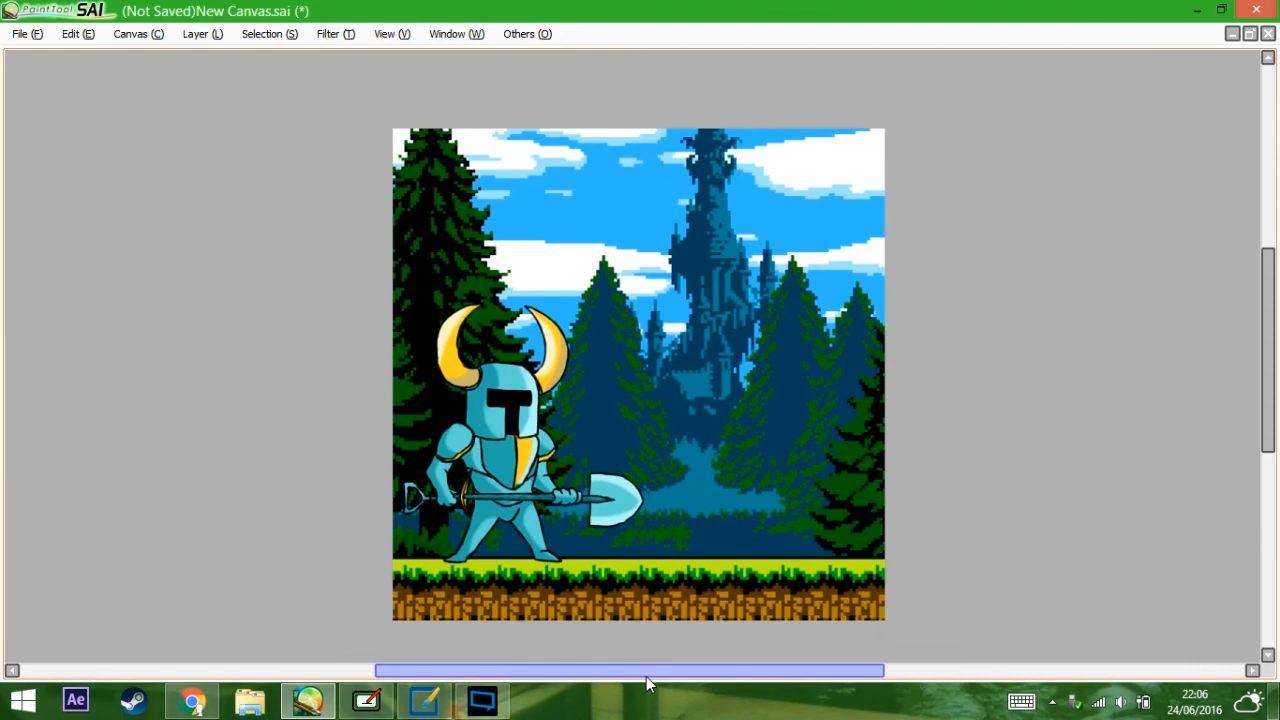 PaintTool SAI (Not Saved)New Canvas.sai (*)
File (F) Edit (E) Canvas (C) Layer (L) Selection (S) Filter (T) View (V) Window (W) Others (O)
Ae
22:06
24/06/2016